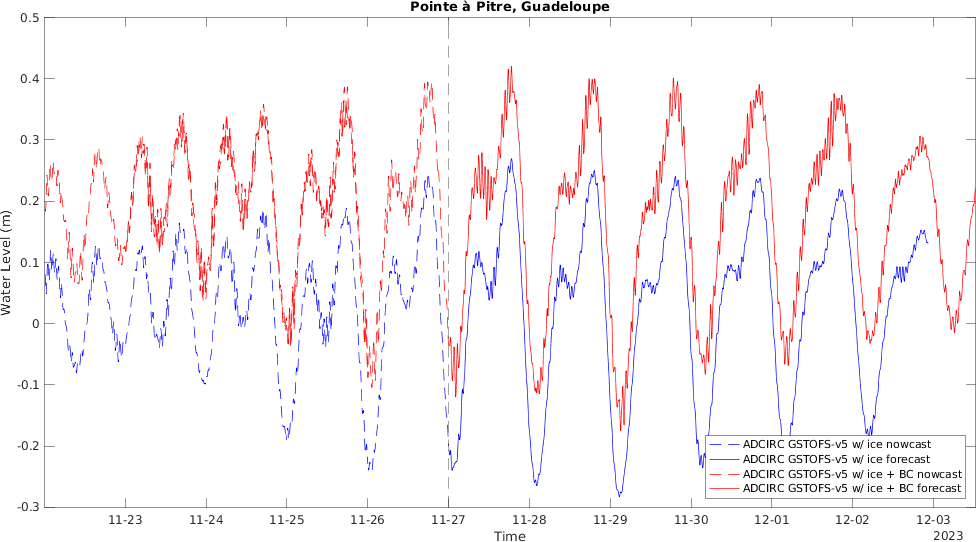 Pointe à Pitre, Guadeloupe
0.5
0.4
0.3
0.2
0.1
0
-0.1
-0.2
-0.3
Water Level (m)
ADCIRC GSTOFS-v5 w/ ice nowcast
ADCIRC GSTOFS-v5 w/ ice forecast
ADCIRC GSTOFS-v5 w/ ice + BC nowcast
ADCIRC GSTOFS-v5 w/ ice + BC forecast
11-23 11-24 11-25 11-26 11-27 11-28 11-29 11-30 12-01 12-02 12-03
Time
2023